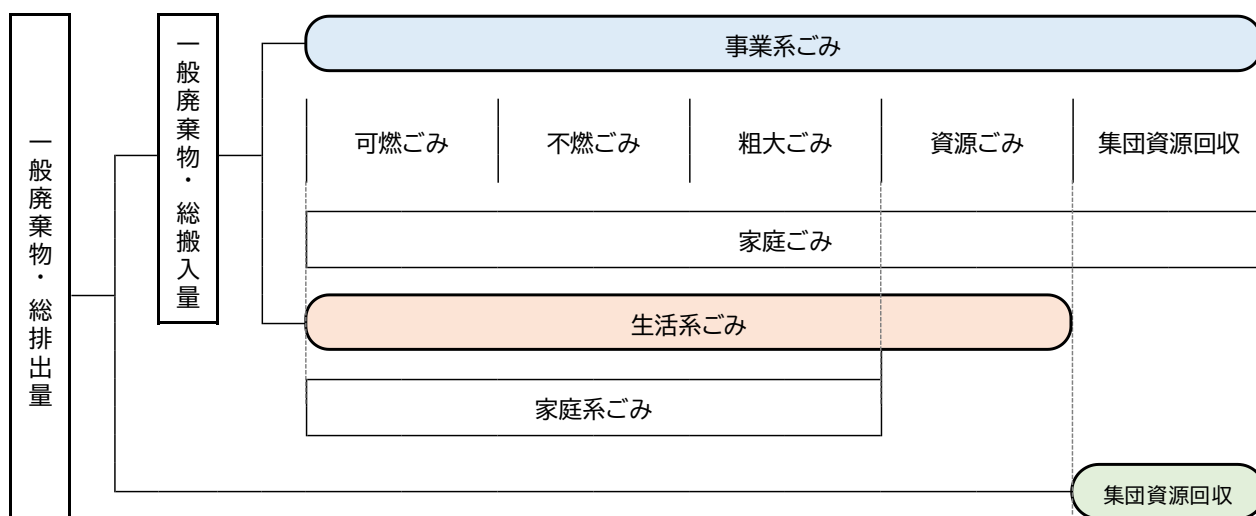 一般廃棄物・総排出量
一般廃棄物・総搬入量
事業系ごみ
可燃ごみ
不燃ごみ
粗大ごみ
資源ごみ
集団資源回収
家庭ごみ
生活系ごみ
家庭系ごみ
集団資源回収